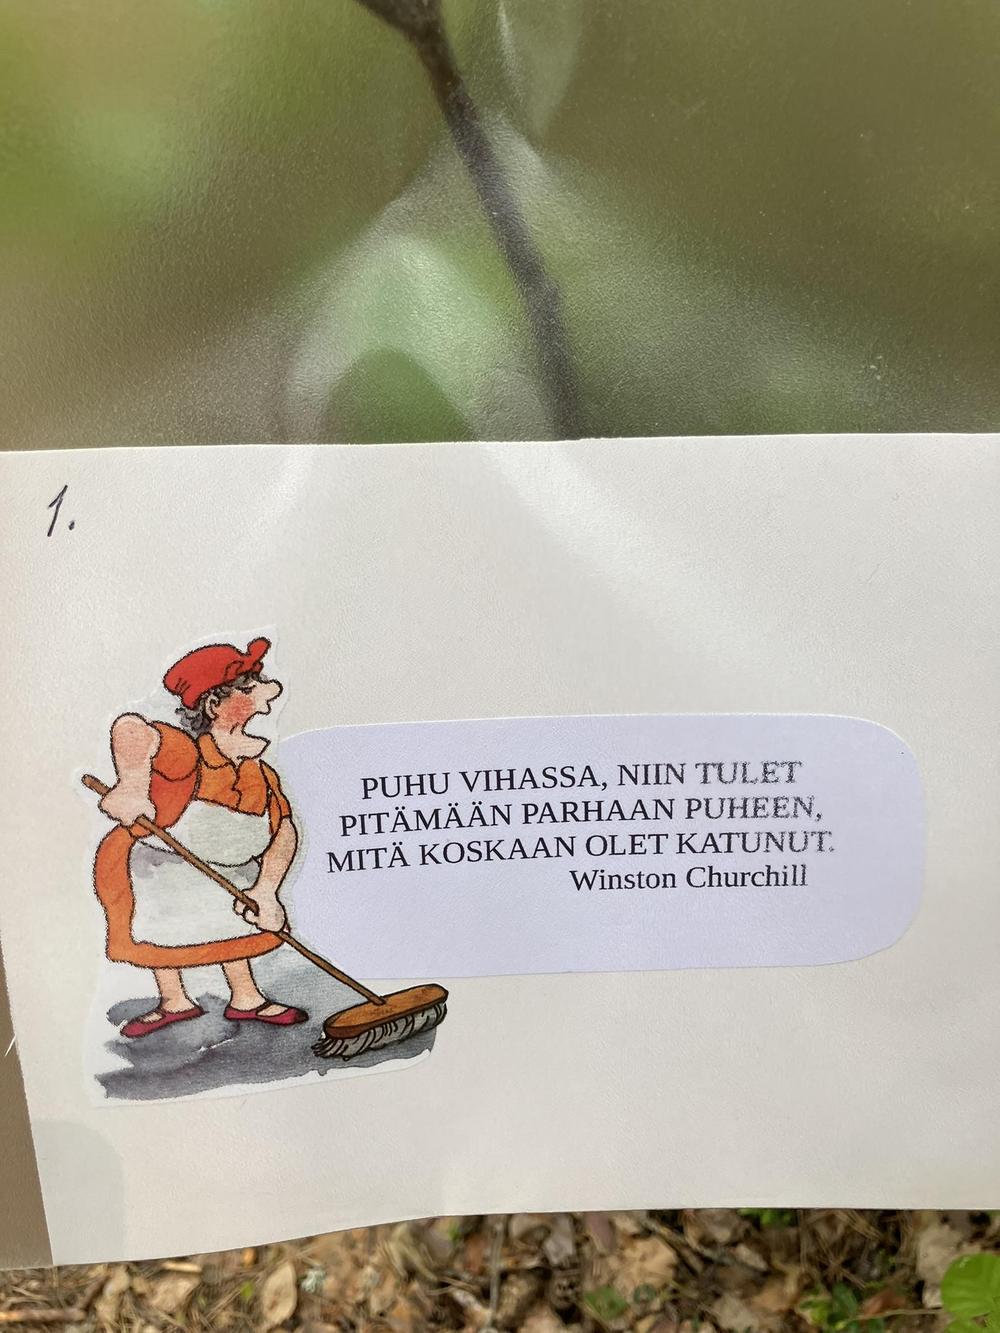 1.
PUHU VIHASSA, NIIN TULET
PITÄMÄÄN PARHAAN PUHEEN,
MITÄ KOSKAAN OLET KATUNUT.
Winston Churchill